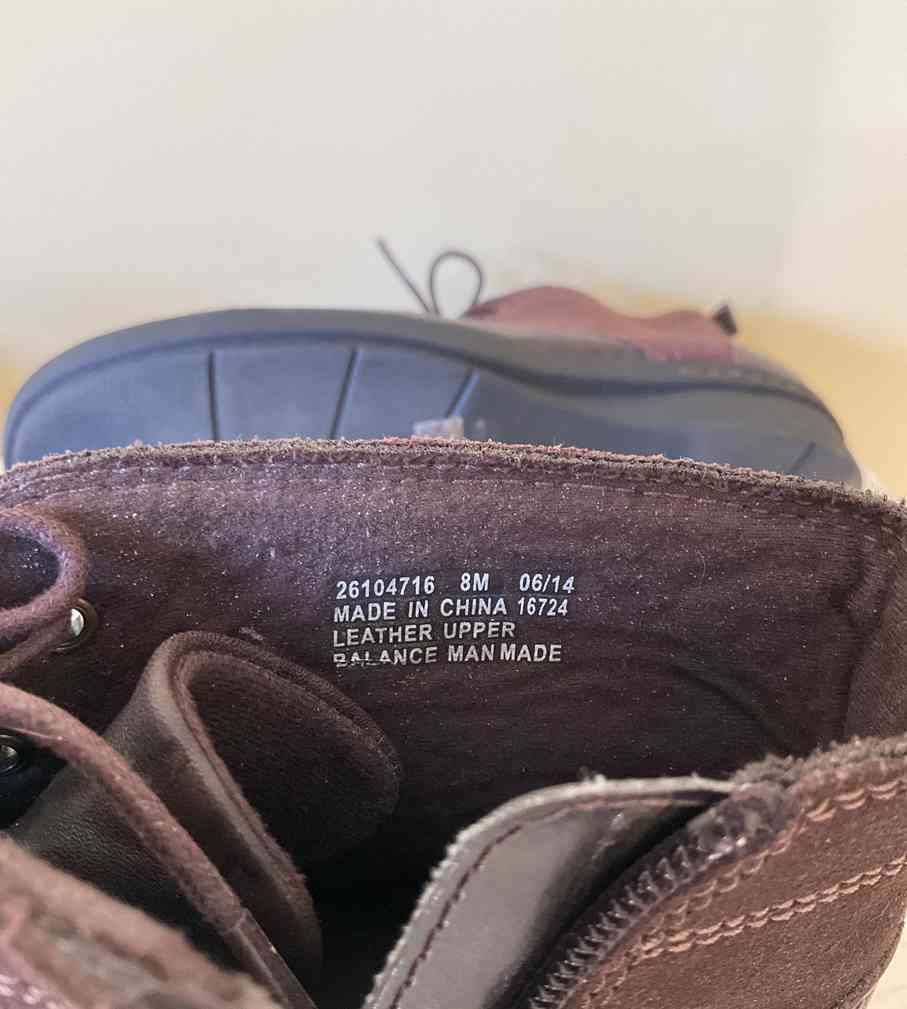 26104716 8M 06/14
MADE IN CHINA 16724
LEATHER UPPER
BALANCE MAN MADE